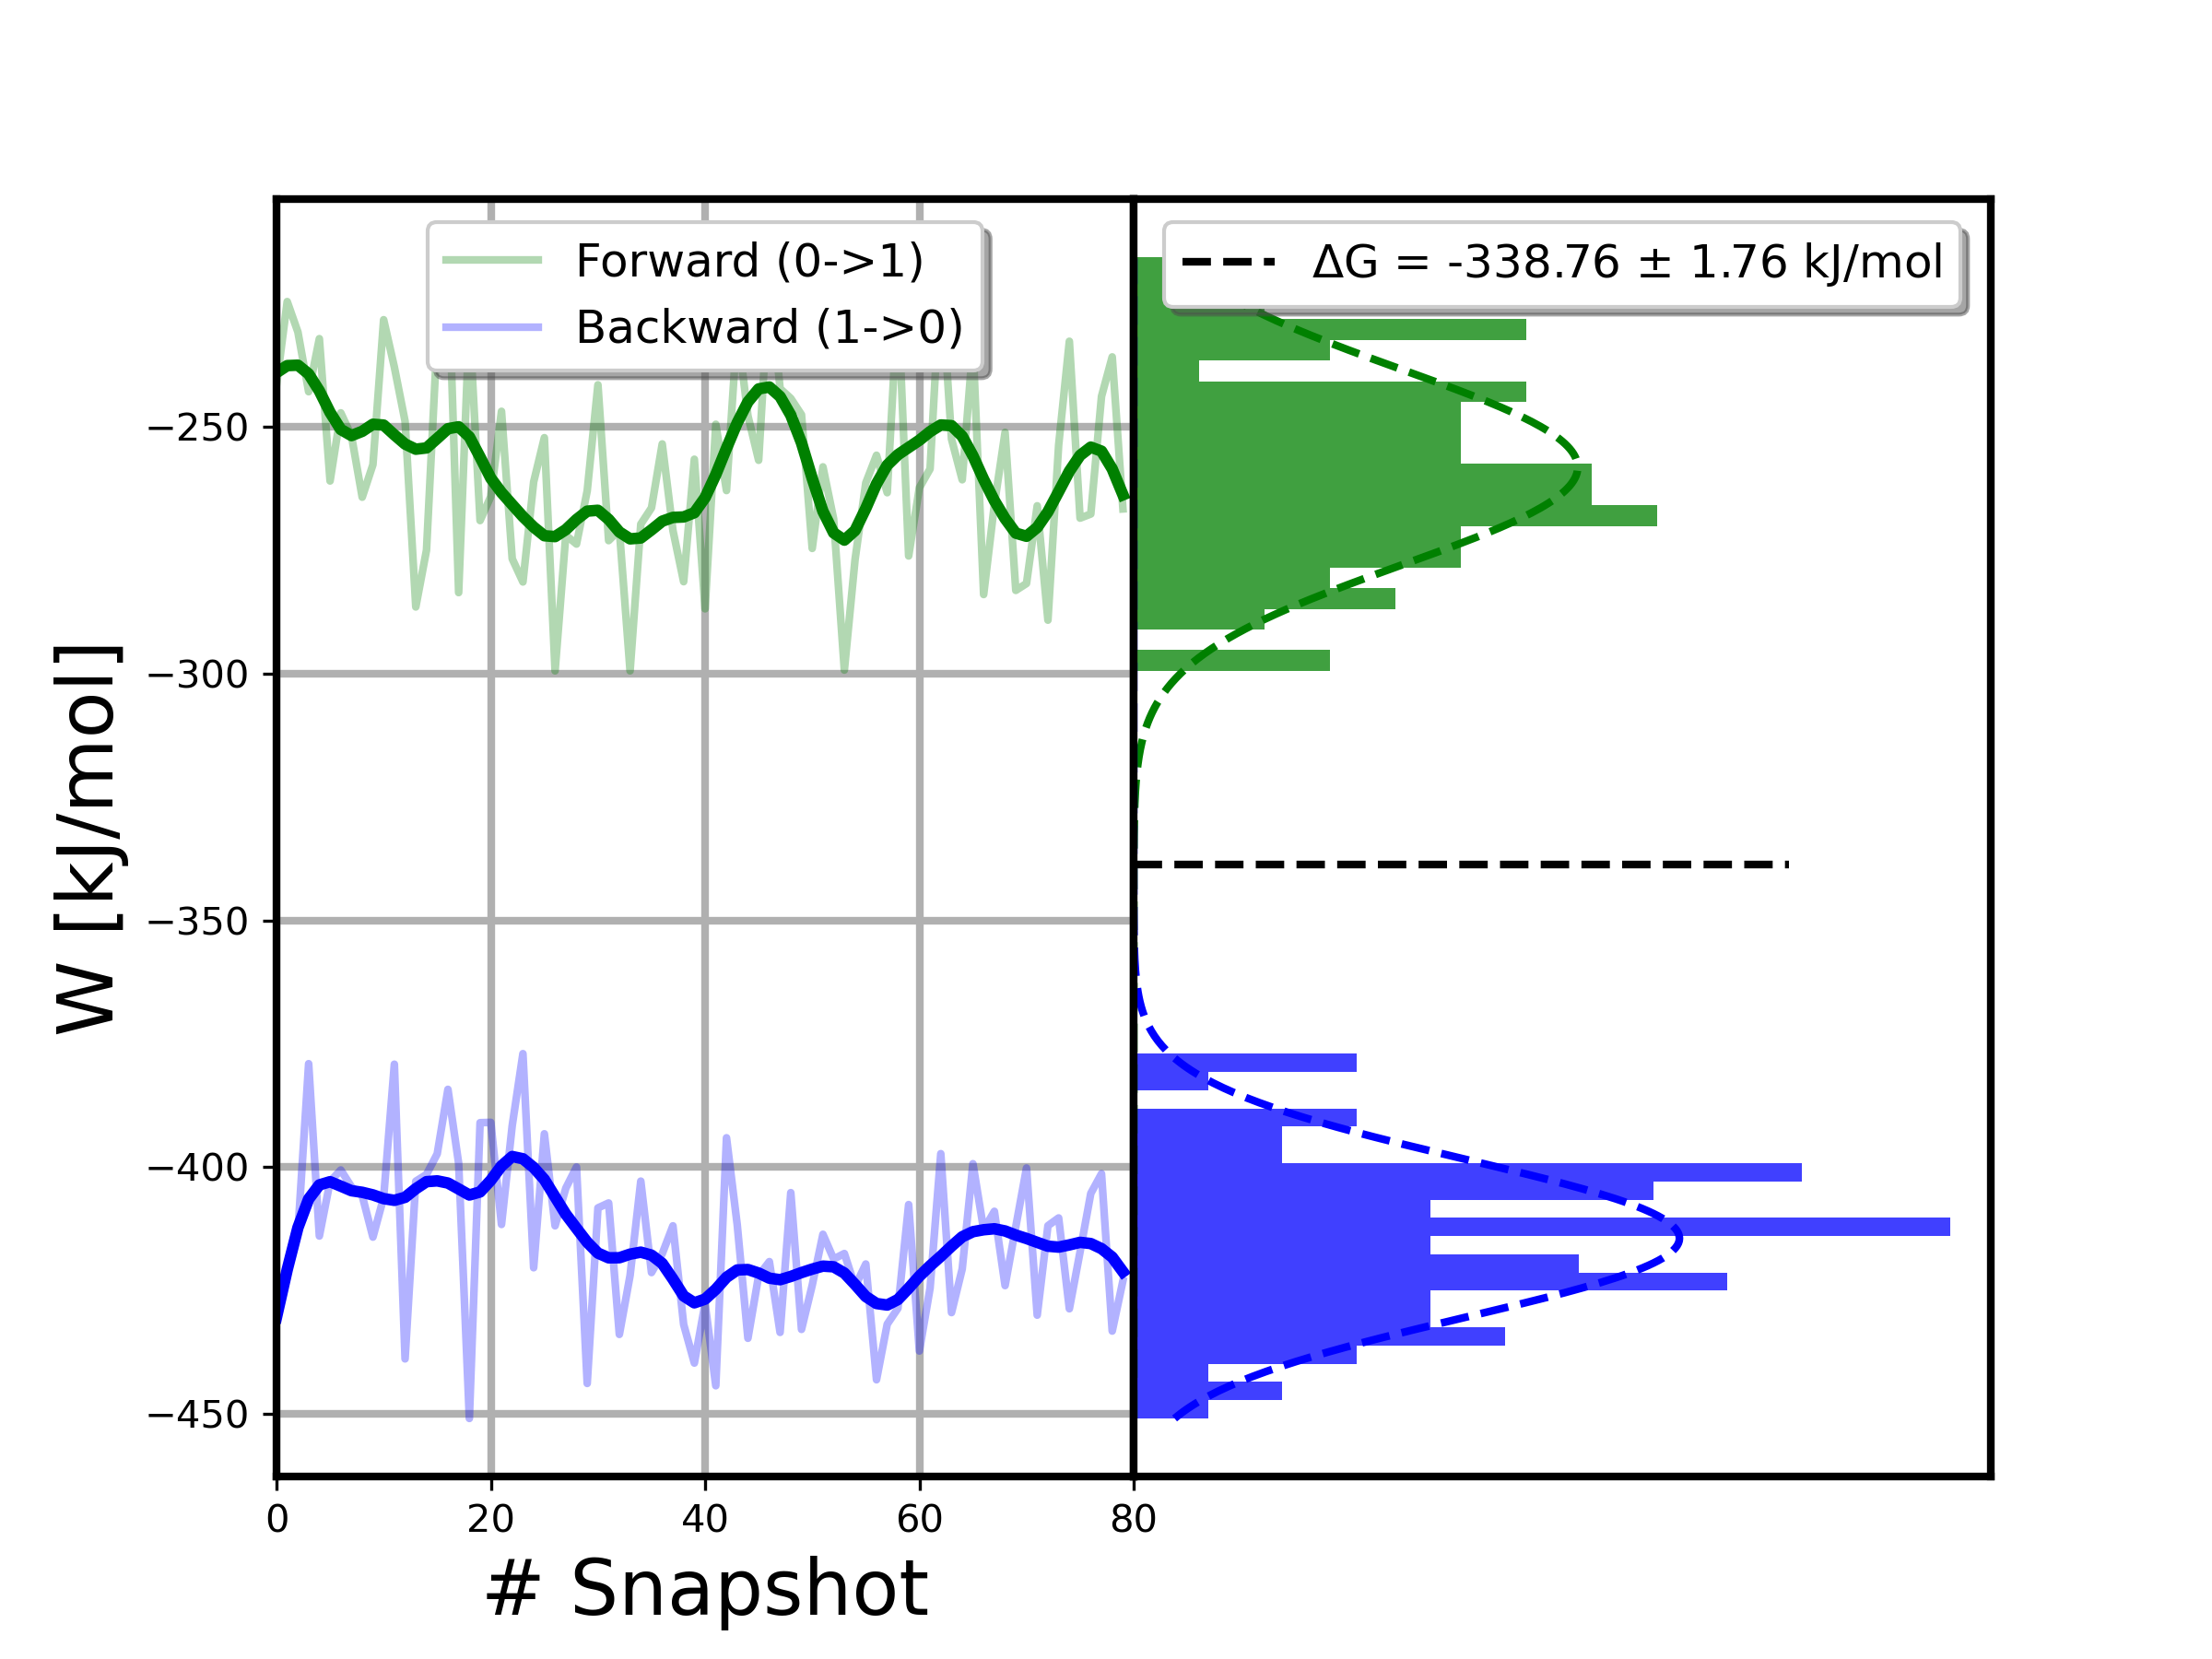 Forward (0->1)
Backward (1->0)
ΔG = -338.76 ± 1.76 kJ/mol
W [kJ/mol]
−250
−300
−350
−400
−450
0 20 40 60 80
# Snapshot